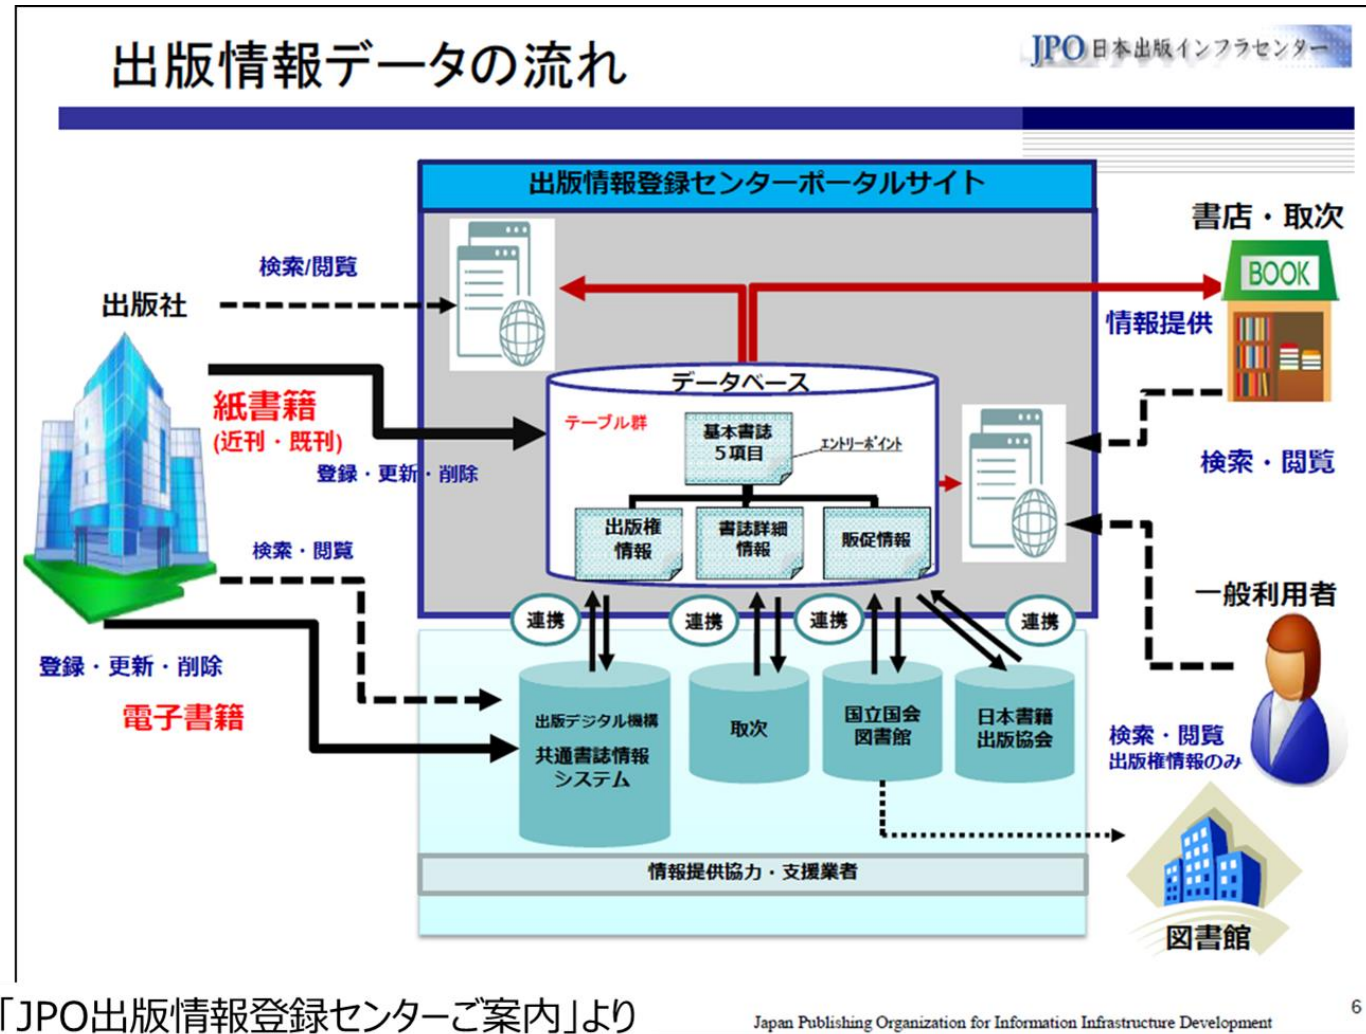 出版情報データの流れ
JPO日本出版インフラセンター
出版情報登録センターポータルサイト
書店・取次
BOOK
検索/閲覧
出版社
情報提供
データベース
紙書籍
(近刊・既刊)
テーブル群
基本書誌
5項目
エントリーポイント
登録・更新・削除
検索・閲覧
出版権
情報
書誌詳細
情報
販促情報
検索・閲覧
一般利用者
連携
連携
連携
連携
登録・更新・削除
電子書籍
出版デジタル機構
共通書誌情報
システム
取次
国立国会
図書館
日本書籍
出版協会
検索・閲覧
出版権情報のみ
情報提供協力・支援業者
図書館
「JPO出版情報登録センターご案内」より
Japan Publishing Organization for Information Infrastructure Development
6